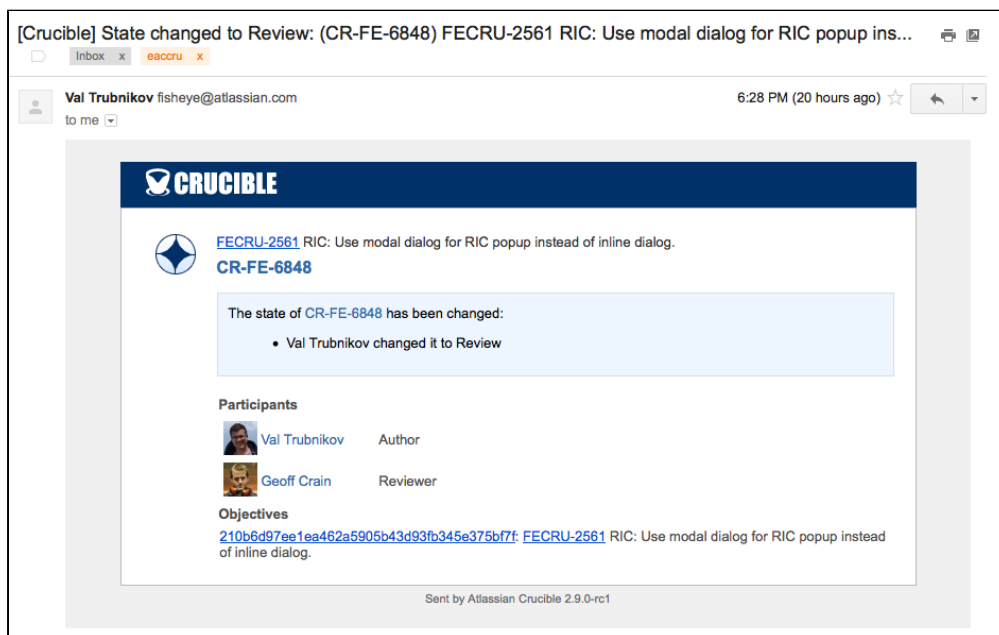 [Crucible] State changed to Review: (CR-FE-6848) FECRU-2561 RIC: Use modal dialog for RIC popup ins...
Inbox x eaccru x
Val Trubnikov fisheye@atlassian.com 6:28 PM (20 hours ago)
to me
CRUCIBLE
FECRU-2561 RIC: Use modal dialog for RIC popup instead of inline dialog.
CR-FE-6848
The state of CR-FE-6848 has been changed:
• Val Trubnikov changed it to Review
Participants
Val Trubnikov Author
Geoff Crain Reviewer
Objectives
210b6d97ee1ea462a5905b43d93fb345e375bf7f: FECRU-2561 RIC: Use modal dialog for RIC popup instead
of inline dialog.
Sent by Atlassian Crucible 2.9.0-rc1